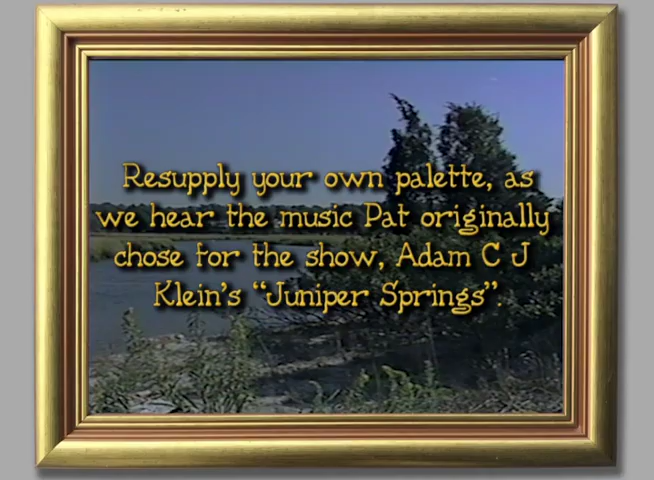 Resupply your own palette, as
we hear the music Pat originally
chose for the show, Adam C J
Klein's “Juniper Springs”.